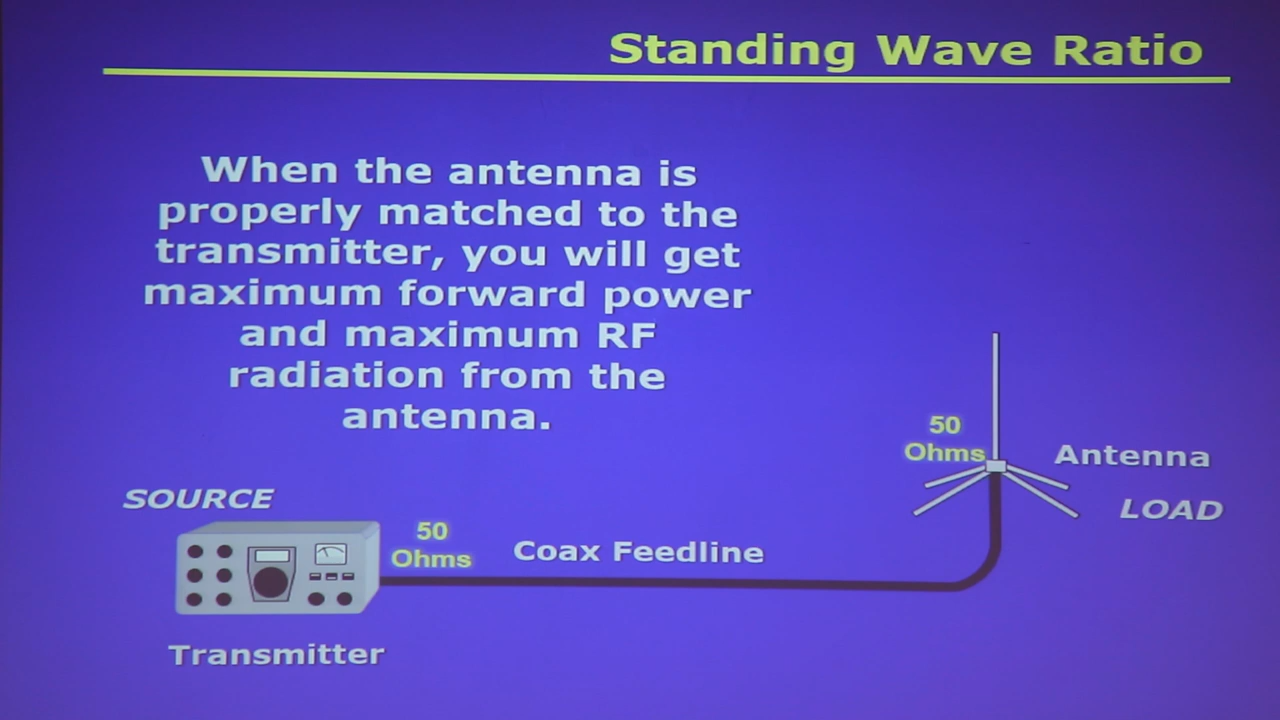 Standing Wave Ratio
When the antenna is
properly matched to the
transmitter, you will get
maximum forward power
and maximum RF
radiation from the
antenna.
50
Ohms
Antenna
LOAD
SOURCE
50
Ohms
Coax Feedline
Transmitter